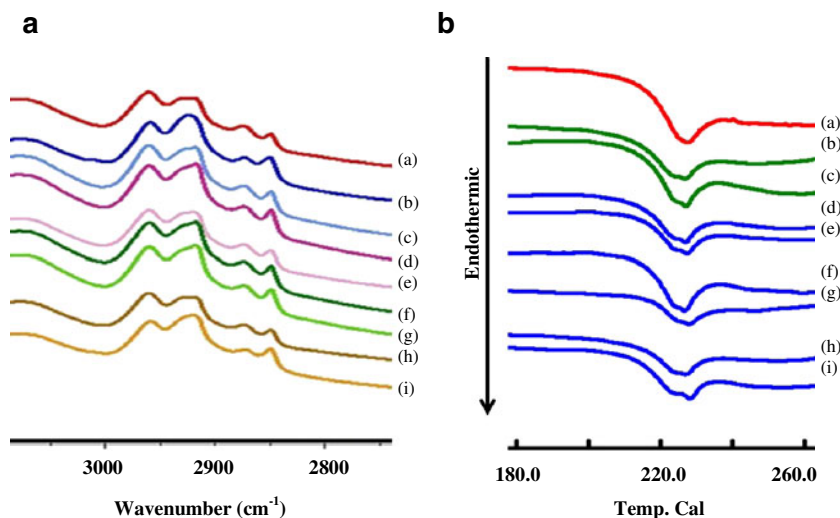 a
(a)
(b)
(c)
(d)
(e)
(f)
(g)
(h)
(i)
3000 2900 2800
Wavenumber (cm⁻¹)
b
Endothermic
(a)
(b)
(c)
(d)
(e)
(f)
(g)
(h)
(i)
180.0 220.0 260.0
Temp. Cal